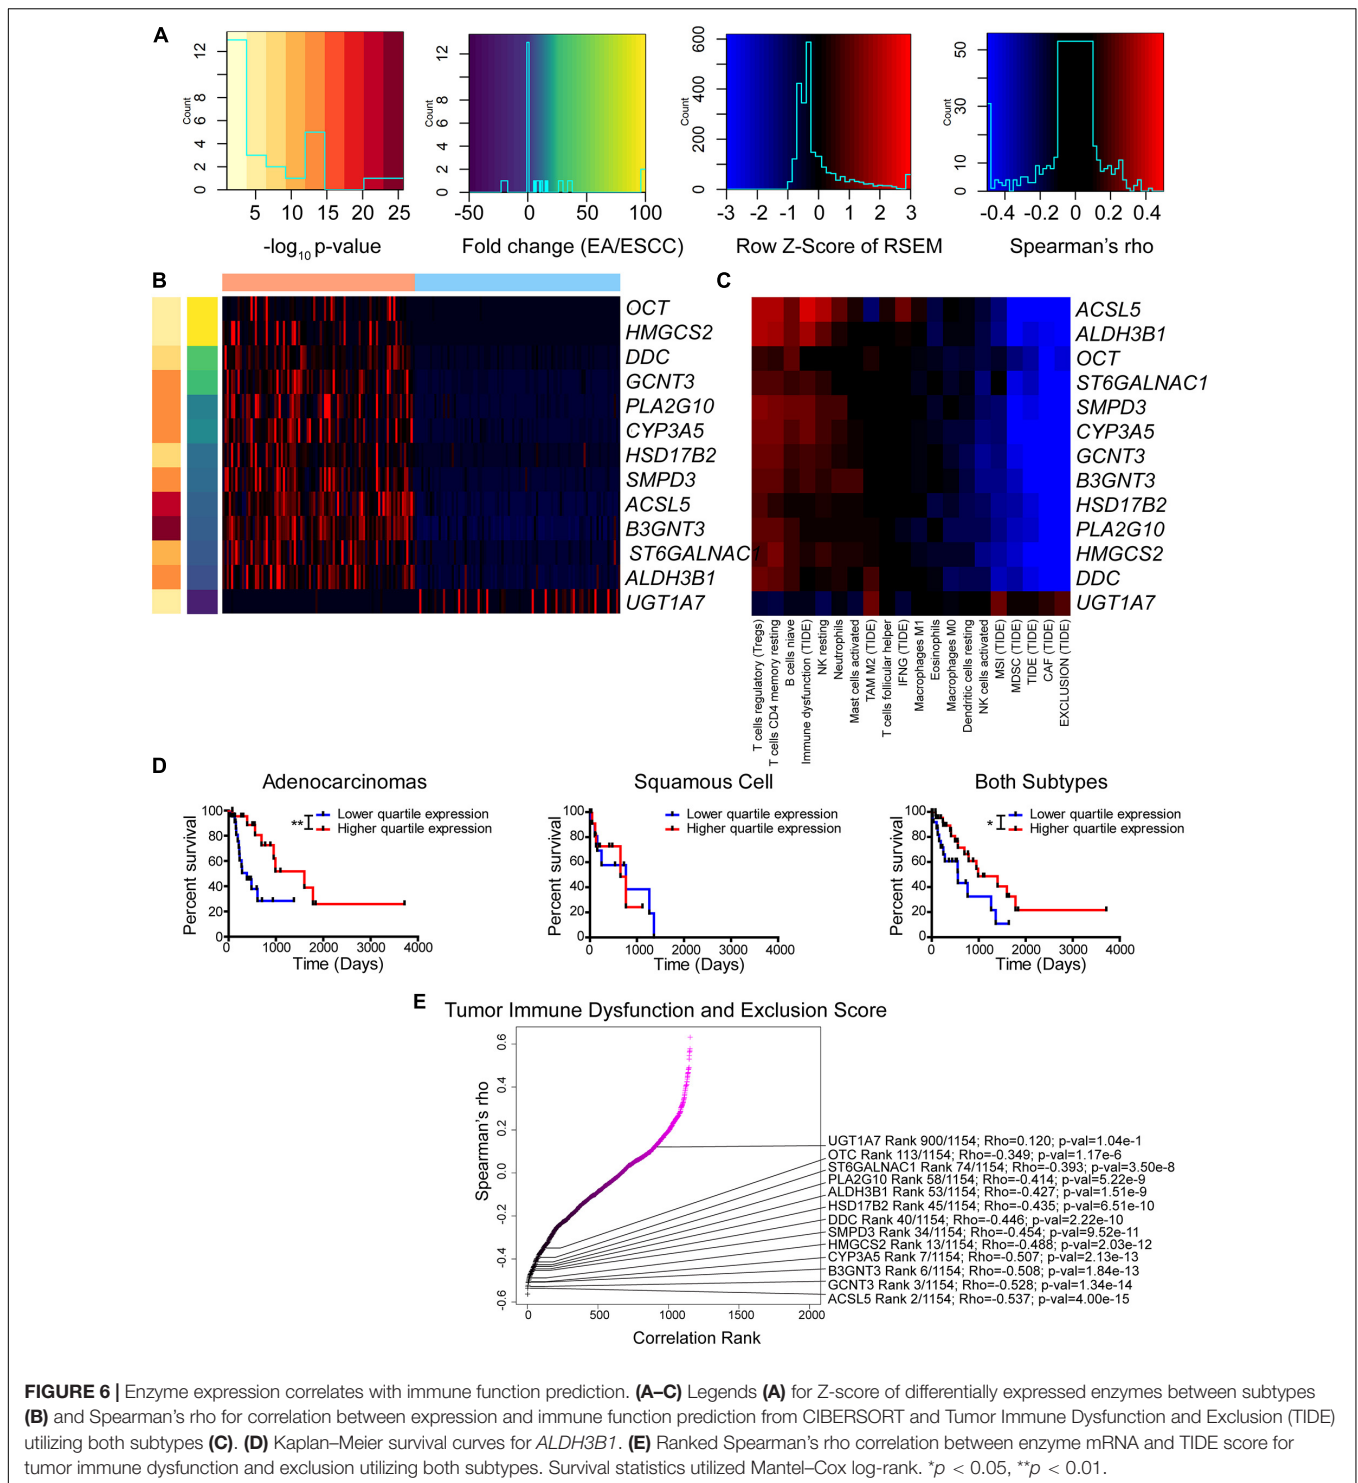 A
Count
0 2 4 6 8 12
5 10 15 20 25
-log10 p-value
Count
0 2 4 6 8 12
-50 0 50 100
Fold change (EA/ESCC)
Count
0 200 400 600
-3 -2 -1 0 1 2 3
Row Z-Score of RSEM
Count
0 10 30 50
-0.4 -0.2 0 0.2 0.4
Spearman's rho
B
OCT
HMGCS2
DDC
GCNT3
PLA2G10
CYP3A5
HSD17B2
SMPD3
ACSL5
B3GNT3
ST6GALNAC1
ALDH3B1
UGT1A7
C
ACSL5
ALDH3B1
OCT
ST6GALNAC1
SMPD3
CYP3A5
GCNT3
B3GNT3
HSD17B2
PLA2G10
HMGCS2
DDC
UGT1A7
T cells regulatory (Tregs)
T cells CD4 memory resting
B cells niave
Immune dysfunction (TIDE)
NK resting
Neutrophils
Mast cells activated
TAM M2 (TIDE)
T cells follicular helper
IFNG (TIDE)
Macrophages M1
Eosinophils
Macrophages M0
Dendritic cells resting
NK cells activated
MSI (TIDE)
MDSC (TIDE)
TIDE (TIDE)
CAF (TIDE)
EXCLUSION (TIDE)
D
Adenocarcinomas
Percent survival
100
80
60
40
20
0
0 1000 2000 3000 4000
Time (Days)
** Lower quartile expression
Higher quartile expression
Squamous Cell
Percent survival
100
80
60
40
20
0
0 1000 2000 3000 4000
Time (Days)
Lower quartile expression
Higher quartile expression
Both Subtypes
Percent survival
100
80
60
40
20
0
0 1000 2000 3000 4000
Time (Days)
* Lower quartile expression
Higher quartile expression
E
Tumor Immune Dysfunction and Exclusion Score
Spearman's rho
0.6
0.4
0.2
0.0
-0.2
-0.4
-0.6
0 500 1000 1500 2000
Correlation Rank
UGT1A7 Rank 900/1154; Rho=0.120; p-val=1.04e-1
OTC Rank 113/1154; Rho=-0.349; p-val=1.17e-6
ST6GALNAC1 Rank 74/1154; Rho=-0.393; p-val=3.50e-8
PLA2G10 Rank 58/1154; Rho=-0.414; p-val=5.22e-9
ALDH3B1 Rank 53/1154; Rho=-0.427; p-val=1.51e-9
HSD17B2 Rank 45/1154; Rho=-0.435; p-val=6.51e-10
DDC Rank 40/1154; Rho=-0.446; p-val=2.22e-10
SMPD3 Rank 34/1154; Rho=-0.454; p-val=9.52e-11
HMGCS2 Rank 13/1154; Rho=-0.488; p-val=2.03e-12
CYP3A5 Rank 7/1154; Rho=-0.507; p-val=2.13e-13
B3GNT3 Rank 6/1154; Rho=-0.508; p-val=1.84e-13
GCNT3 Rank 3/1154; Rho=-0.528; p-val=1.34e-14
ACSL5 Rank 2/1154; Rho=-0.537; p-val=4.00e-15
FIGURE 6 | Enzyme expression correlates with immune function prediction. (A–C) Legends (A) for Z-score of differentially expressed enzymes between subtypes
(B) and Spearman's rho for correlation between expression and immune function prediction from CIBERSORT and Tumor Immune Dysfunction and Exclusion (TIDE)
utilizing both subtypes (C). (D) Kaplan–Meier survival curves for ALDH3B1. (E) Ranked Spearman's rho correlation between enzyme mRNA and TIDE score for
tumor immune dysfunction and exclusion utilizing both subtypes. Survival statistics utilized Mantel–Cox log-rank. *p < 0.05, **p < 0.01.